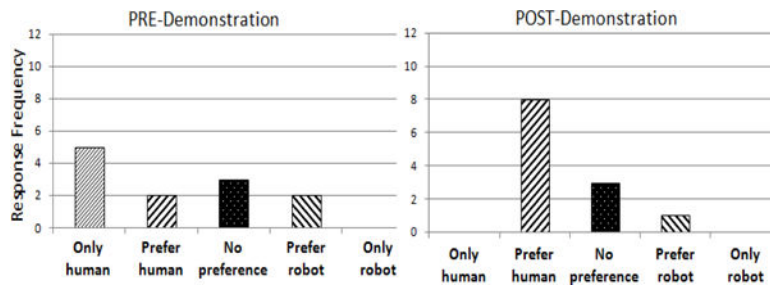 PRE-Demonstration
Response Frequency
12
10
8
6
4
2
0
Only human
Prefer human
No preference
Prefer robot
Only robot
POST-Demonstration
12
10
8
6
4
2
0
Only human
Prefer human
No preference
Prefer robot
Only robot